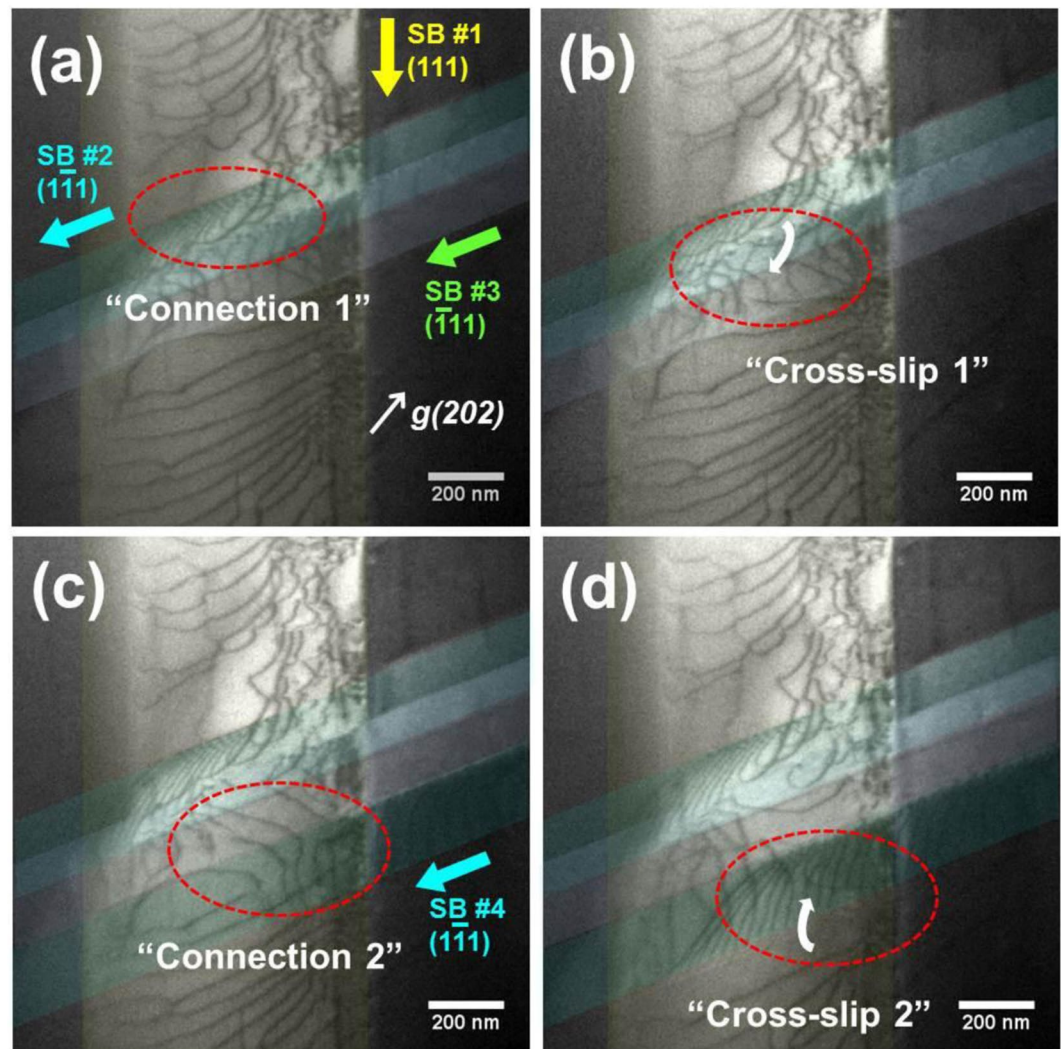 (a)
SB #1
(111)
SB #2
(11̄1)
"Connection 1"
SB #3
(1̄11)
g(202)
200 nm
(b)
"Cross-slip 1"
200 nm
(c)
SB #4
(11̄1)
"Connection 2"
200 nm
(d)
"Cross-slip 2"
200 nm